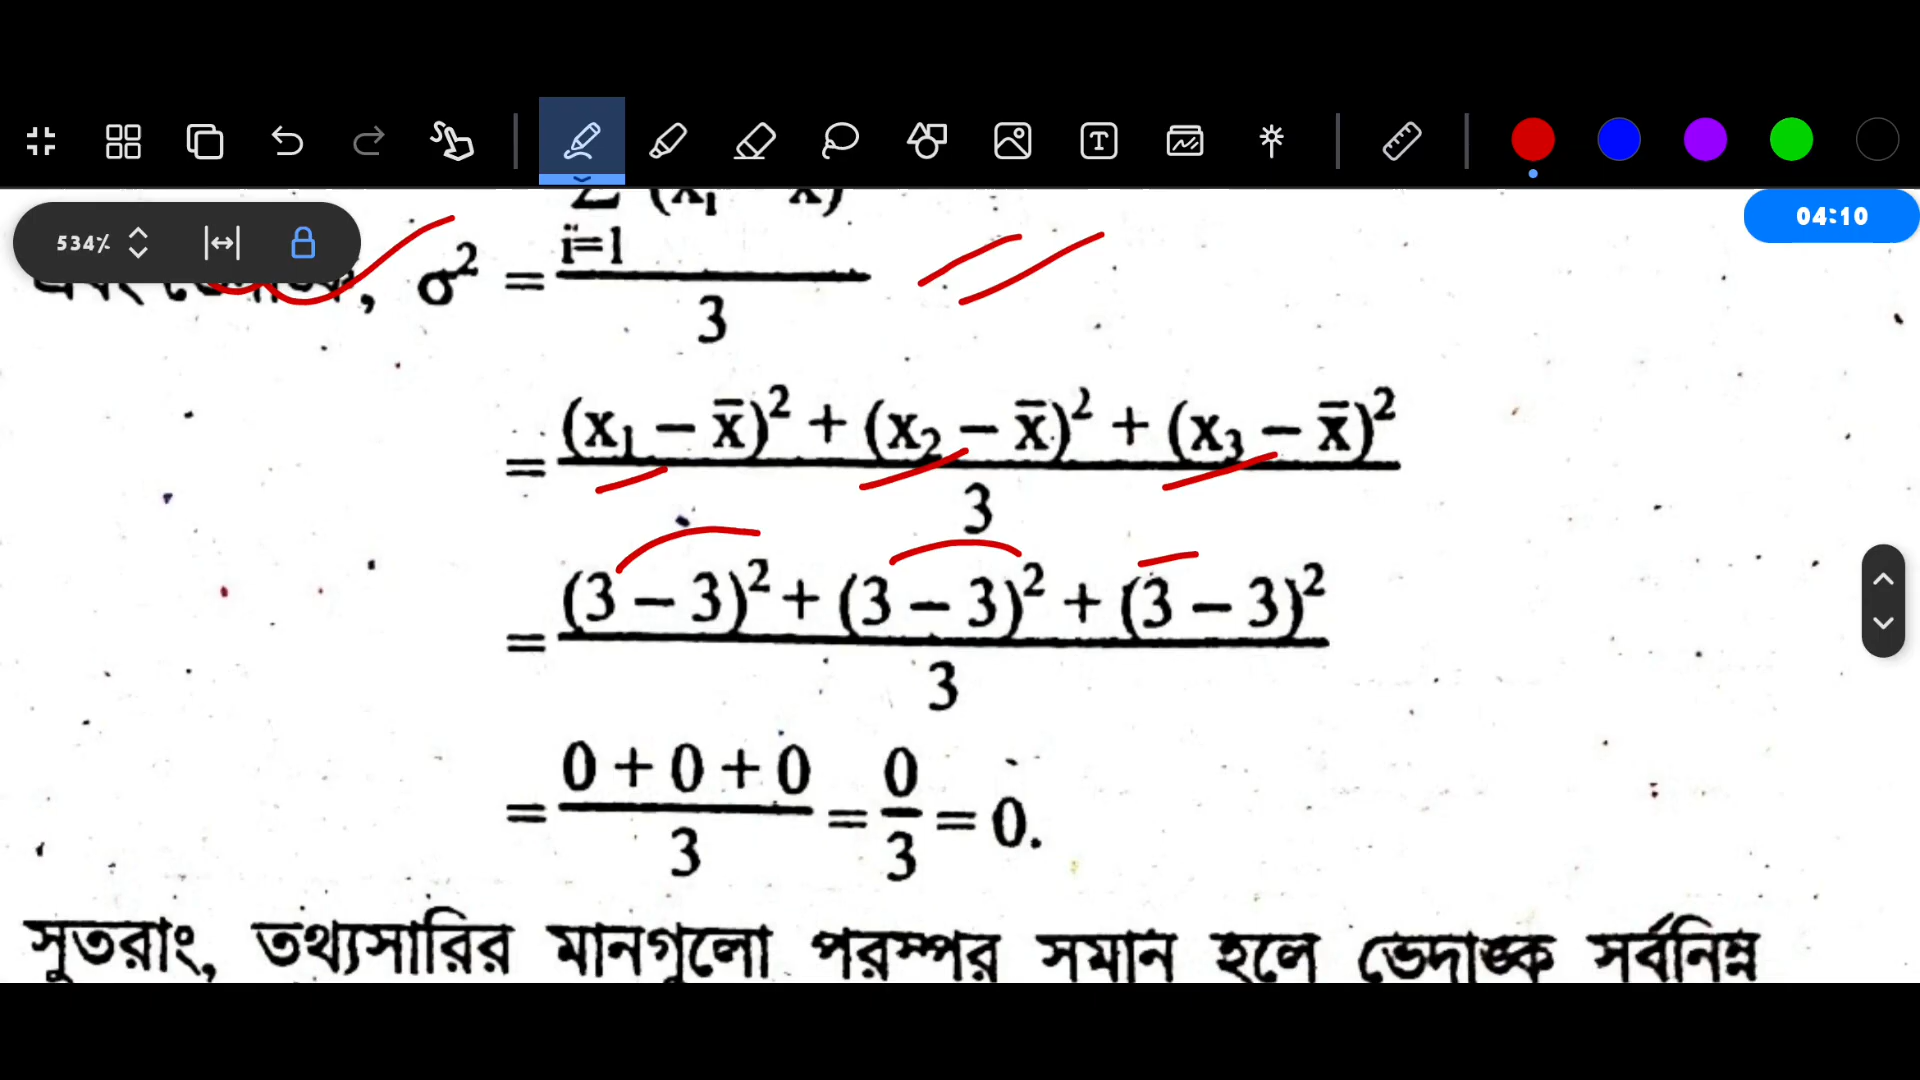 534%
04:10
i=1
, σ² = ―――
3
= (x₁ – x̄)² + (x₂ – x̄)² + (x₃ – x̄)²
3
= (3 – 3)² + (3 – 3)² + (3 – 3)²
3
= 0 + 0 + 0 / 3 = 0 / 3 = 0.
সুতরাং, তথ্যসারির মানগুলো পরস্পর সমান হলে ভেদাঙ্ক সর্বনিম্ন